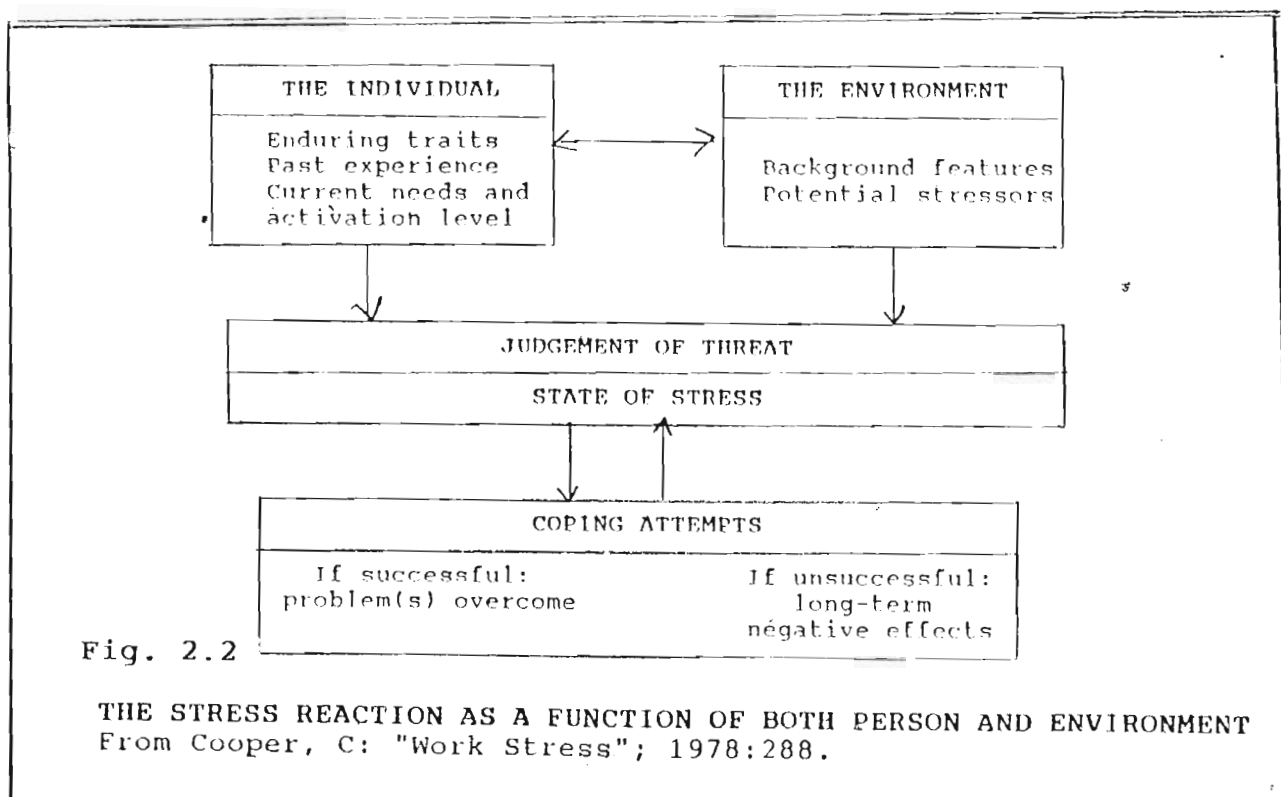 THE INDIVIDUAL
Enduring traits
Past experience
Current needs and
activation level
THE ENVIRONMENT
Background features
Potential stressors
JUDGEMENT OF THREAT
STATE OF STRESS
COPING ATTEMPTS
If successful:
problem(s) overcome
If unsuccessful:
long-term
negative effects
Fig. 2.2
THE STRESS REACTION AS A FUNCTION OF BOTH PERSON AND ENVIRONMENT
From Cooper, C: "Work Stress"; 1978:288.